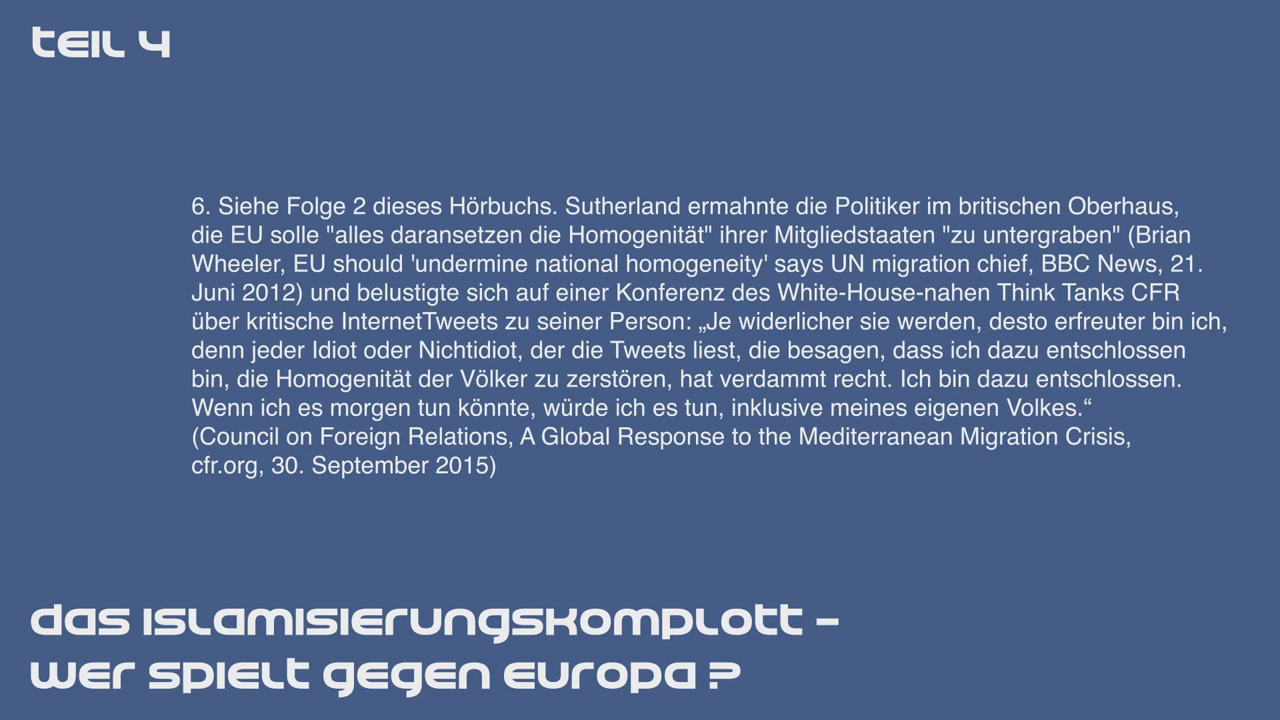 TEIL 4
6. Siehe Folge 2 dieses Hörbuchs. Sutherland ermahnte die Politiker im britischen Oberhaus,
die EU solle "alles daransetzen die Homogenität" ihrer Mitgliedstaaten "zu untergraben" (Brian
Wheeler, EU should 'undermine national homogeneity' says UN migration chief, BBC News, 21.
Juni 2012) und belustigte sich auf einer Konferenz des White-House-nahen Think Tanks CFR
über kritische InternetTweets zu seiner Person: „Je widerlicher sie werden, desto erfreuter bin ich,
denn jeder Idiot oder Nichtidiot, der die Tweets liest, die besagen, dass ich dazu entschlossen
bin, die Homogenität der Völker zu zerstören, hat verdammt recht. Ich bin dazu entschlossen.
Wenn ich es morgen tun könnte, würde ich es tun, inklusive meines eigenen Volkes.“
(Council on Foreign Relations, A Global Response to the Mediterranean Migration Crisis,
cfr.org, 30. September 2015)
das Islamisierungskomplott –
wer spielt gegen Europa ?